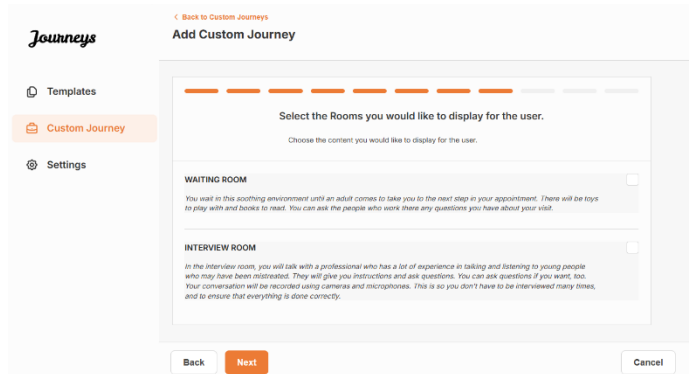 Journeys
Templates
Custom Journey
Settings
Back to Custom Journeys
Add Custom Journey
Select the Rooms you would like to display for the user.
Choose the content you would like to display for the user.
WAITING ROOM
You wait in this soothing environment until an adult comes to take you to the next step in your appointment. There will be toys
to play with and books to read. You can ask the people who work there any questions you have about your visit.
INTERVIEW ROOM
In the interview room, you will talk with a professional who has a lot of experience in talking and listening to young people
who may have been mistreated. They will give you instructions and ask questions. You can ask questions if you want, too.
Your conversation will be recorded using cameras and microphones. This is so you don't have to be interviewed many times,
and to ensure that everything is done correctly.
Back
Next
Cancel